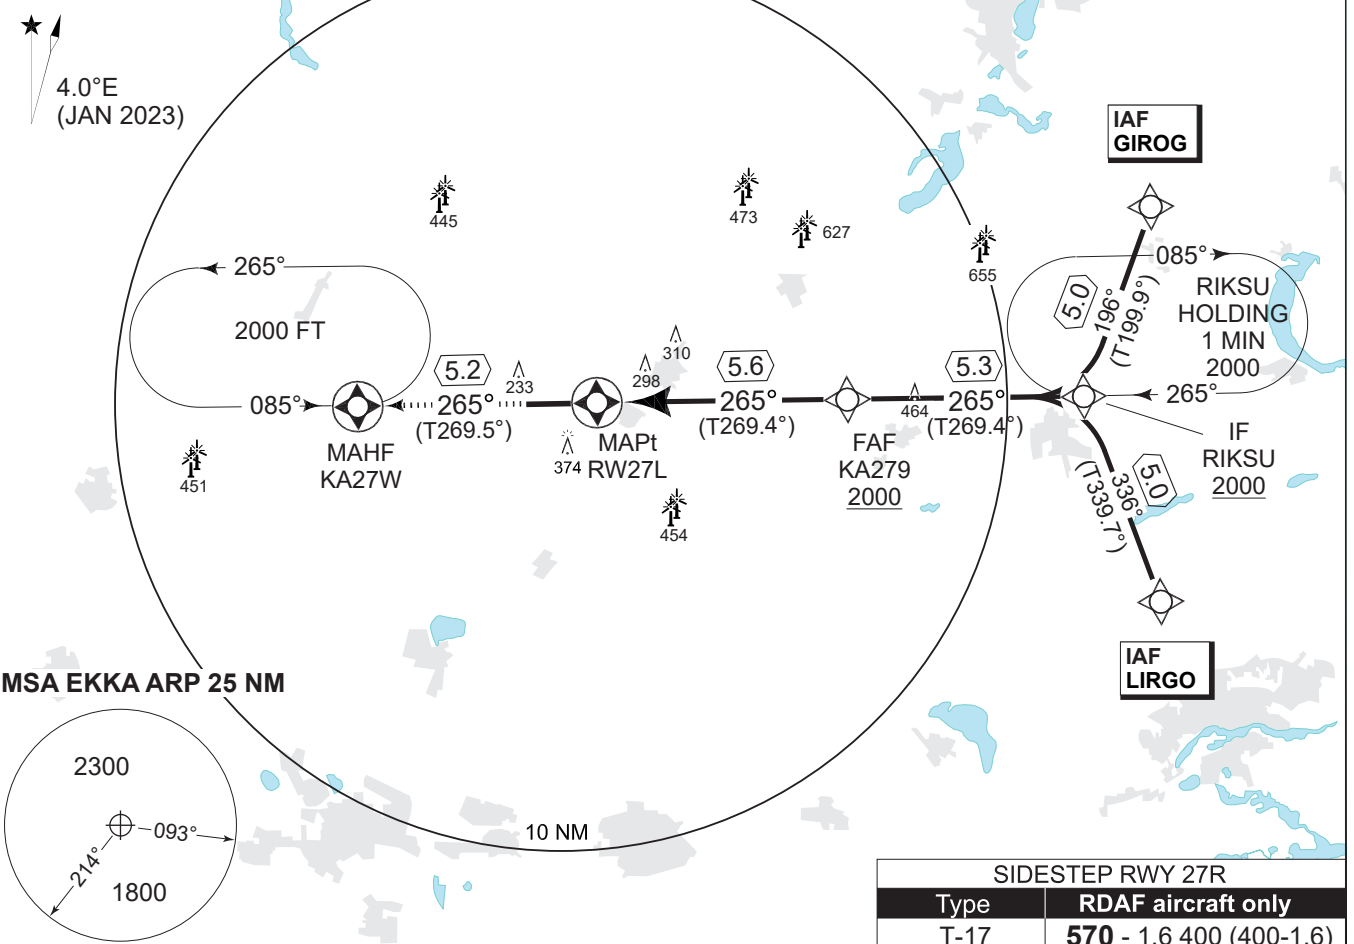 4.0°E
(JAN 2023)
IAF
GIROG
445
473
627
655
265°
2000 FT
085°
085°
RIKSU
HOLDING
1 MIN
2000
265°
5.0
196°
(T199.9°)
310
298
233
5.2
265°
(T269.5°)
5.6
265°
(T269.4°)
5.3
265°
(T269.4°)
464
MAHF
KA27W
374
MAPt
RW27L
FAF
KA279
2000
IF
RIKSU
2000
451
454
5.0
336°
(T339.7°)
IAF
LIRGO
MSA EKKA ARP 25 NM
2300
093°
214°
1800
10 NM
SIDESTEP RWY 27R
Type RDAF aircraft only
T-17 570 - 1.6 400 (400-1.6)